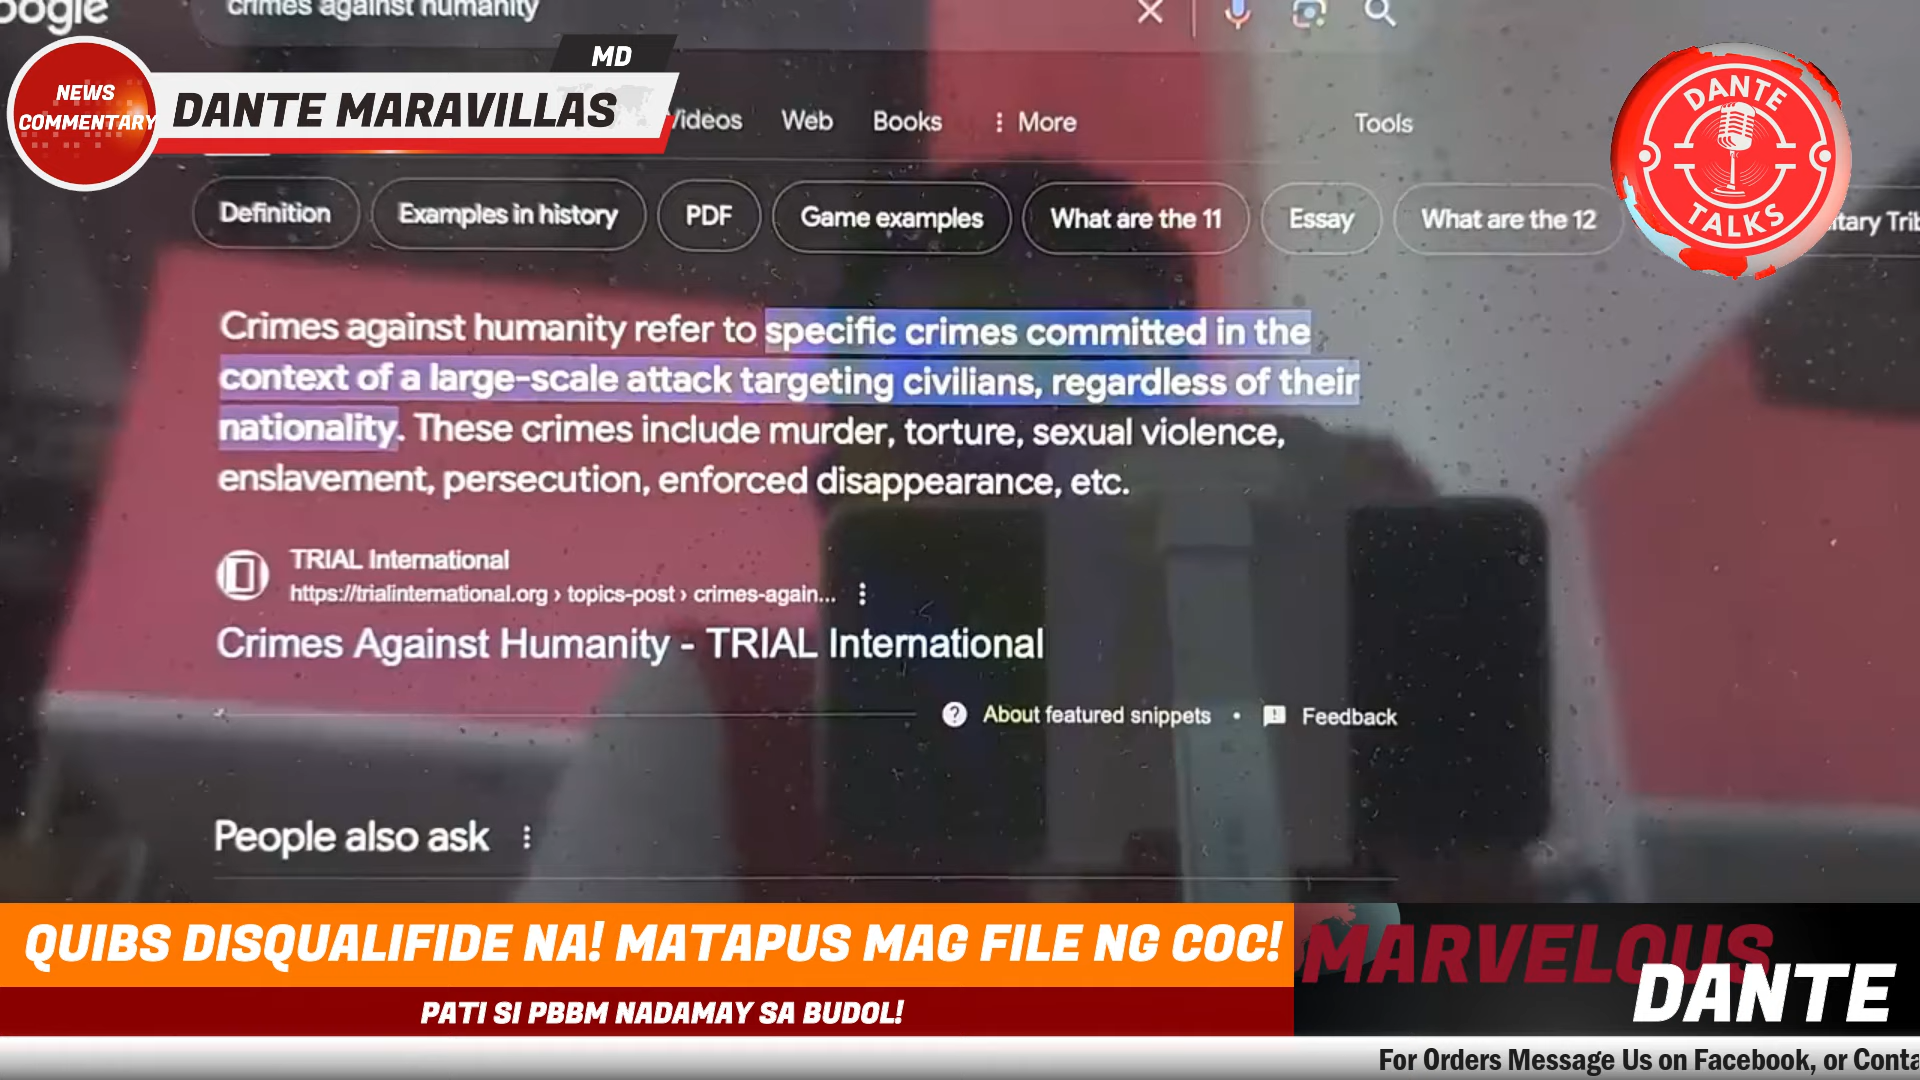 oogle
crimes against humanity
MD
NEWS
COMMENTARY
DANTE MARAVILLAS
Videos Web Books More Tools
DANTE
TALKS
Definition Examples in history PDF Game examples What are the 11 Essay What are the 12 itary Trib
Crimes against humanity refer to specific crimes committed in the
context of a large-scale attack targeting civilians, regardless of their
nationality. These crimes include murder, torture, sexual violence,
enslavement, persecution, enforced disappearance, etc.
TRIAL International
https://trialinternational.org › topics-post › crimes-again...
Crimes Against Humanity - TRIAL International
About featured snippets • Feedback
People also ask
QUIBS DISQUALIFIDE NA! MATAPUS MAG FILE NG COC!
PATI SI PBBM NADAMAY SA BUDOL!
MARVELOUS
DANTE
For Orders Message Us on Facebook, or Conta